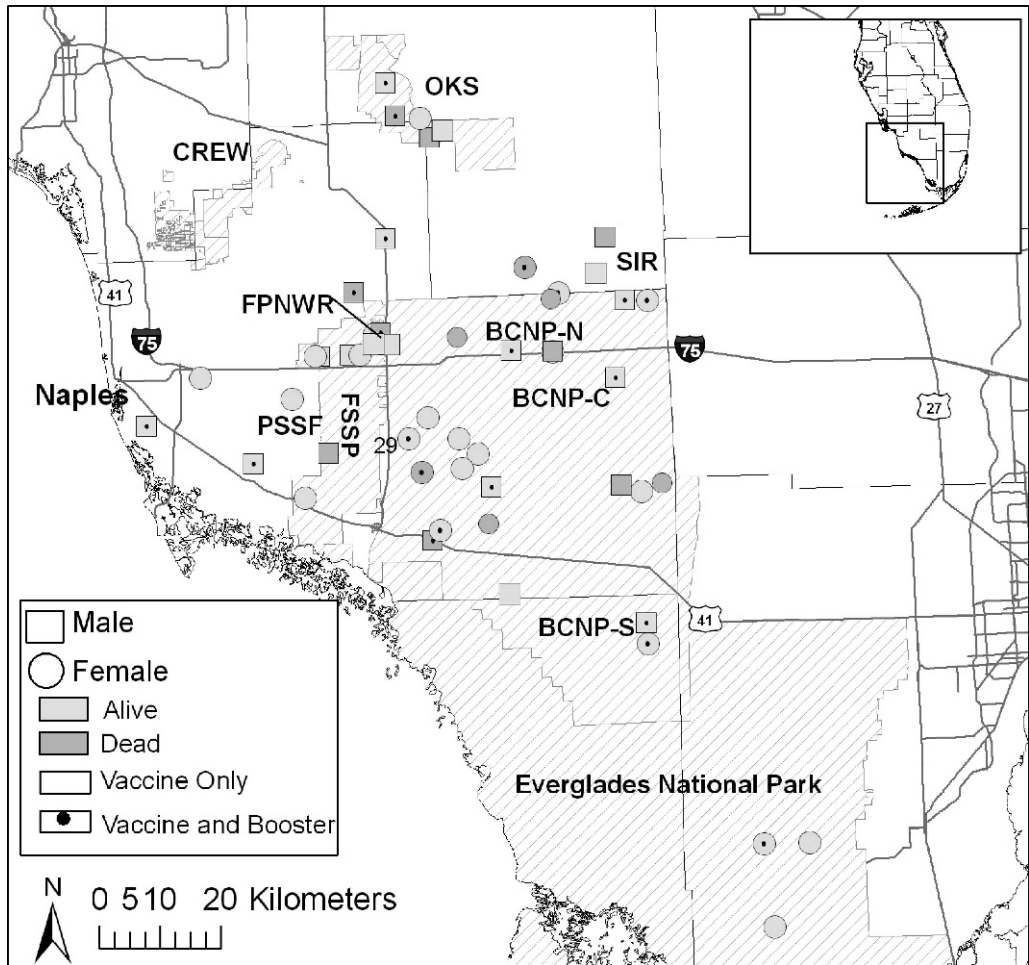 OKS
CREW
SIR
41
FPNWR
75
BCNP-N
75
Naples
BCNP-C
27
PSSF
FSSP
29
Male
Female
Alive
Dead
Vaccine Only
Vaccine and Booster
BCNP-S
41
Everglades National Park
N
0 5 10 20 Kilometers